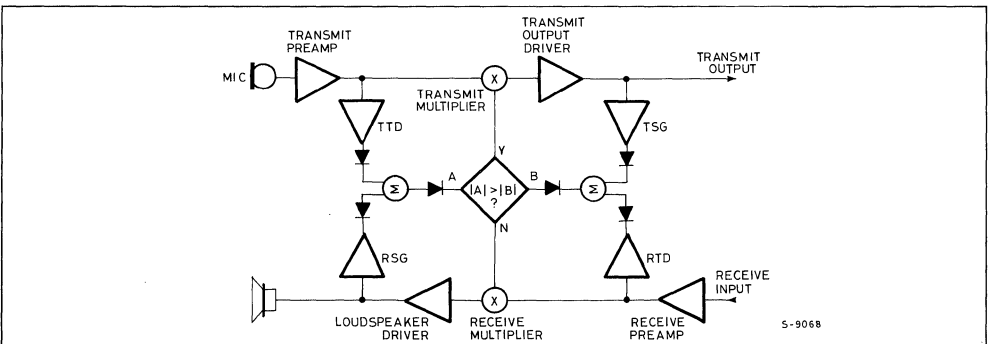 TRANSMIT
PREAMP
TRANSMIT
OUTPUT
DRIVER
TRANSMIT
OUTPUT
MIC
X
TRANSMIT
MULTIPLIER
TTD
TSG
Y
A
B
Σ
|A|>|B|
?
Σ
N
RSG
RTD
RECEIVE
INPUT
X
LOUDSPEAKER
DRIVER
RECEIVE
MULTIPLIER
RECEIVE
PREAMP
S-9068